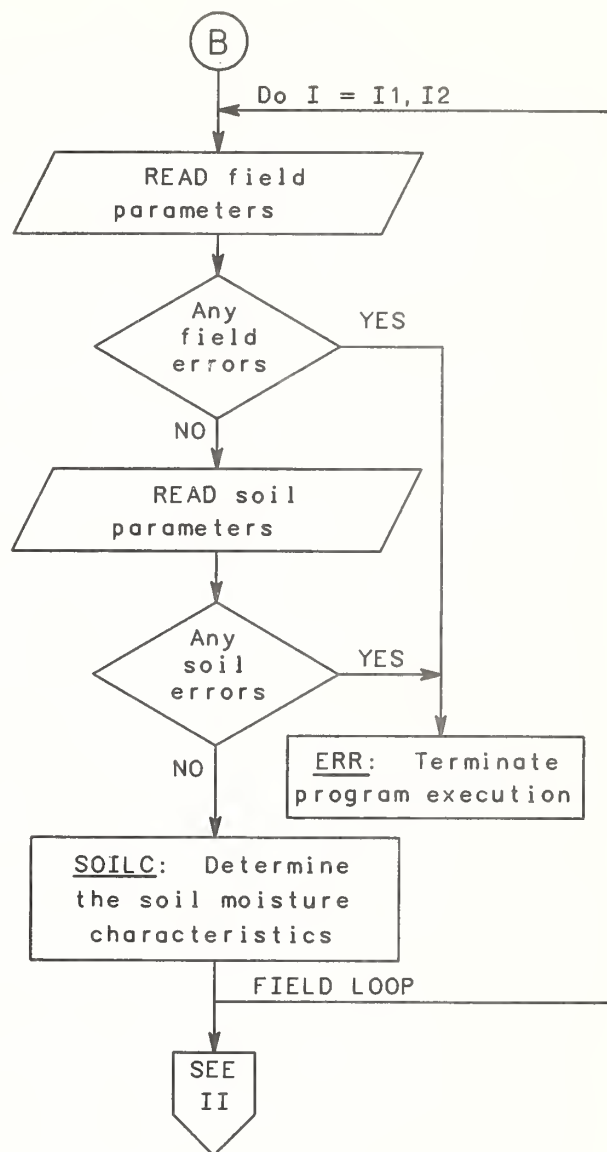 B
Do I = I1, I2
READ field
parameters
Any
field
errors
YES
NO
READ soil
parameters
Any
soil
errors
YES
NO
ERR: Terminate
program execution
SOILC: Determine
the soil moisture
characteristics
FIELD LOOP
SEE
II